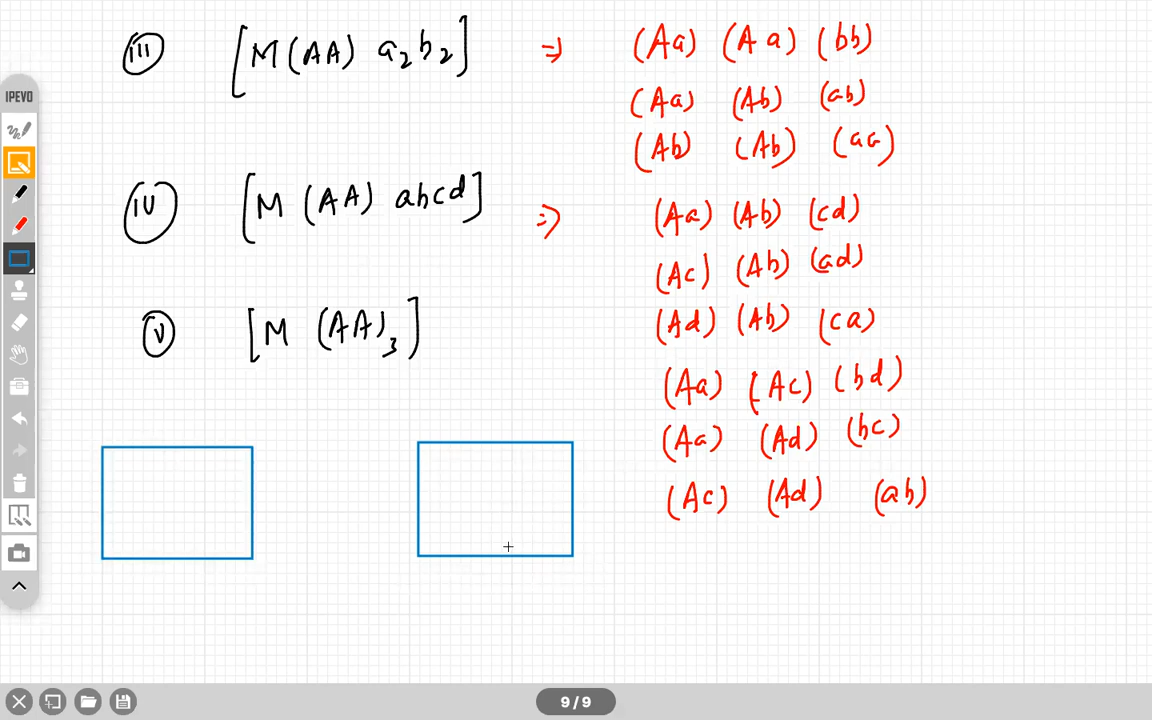 (iii) [M(AA) a₂b₂] ⇒ (Aa) (Aa) (bb)
IPEVO
(Aa) (Ab) (ab)
(Ab) (Ab) (aa)
(iv) [M (AA) abcd] ⇒ (Aa) (Ab) (cd)
(Ac) (Ab) (ad)
(v) [M (AA)₃]
(Ad) (Ab) (ca)
(Aa) (Ac) (bd)
(Aa) (Ad) (bc)
(Ac) (Ad) (ab)
9/9